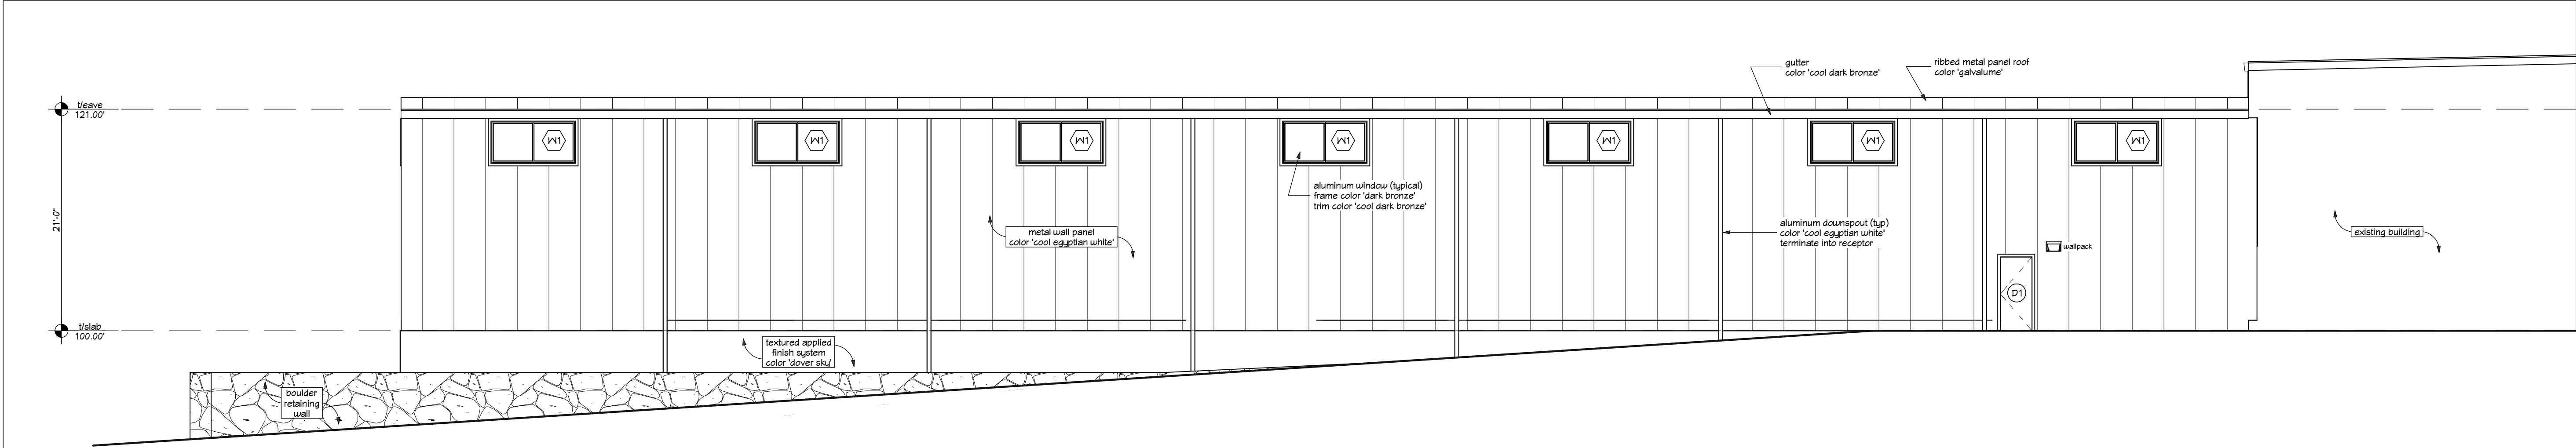 gutter
color 'cool dark bronze'
ribbed metal panel roof
color 'galvalume'
t/eave
121.00'
W1
W1
W1
W1
W1
W1
W1
aluminum window (typical)
frame color 'dark bronze'
trim color 'cool dark bronze'
21'-0"
metal wall panel
color 'cool egyptian white'
aluminum downspout (typ)
color 'cool egyptian white'
terminate into receptor
wallpack
existing building
D1
t/slab
100.00'
textured applied
finish system
color 'dover sky'
boulder
retaining
wall